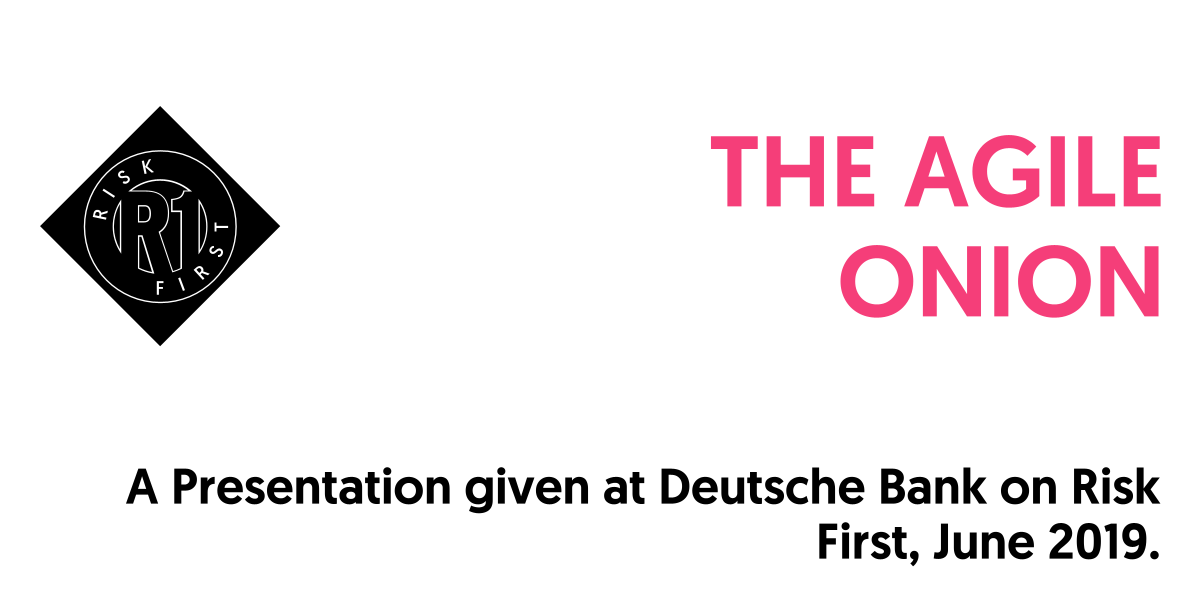 RISK
R1
FIRST
THE AGILE
ONION
A Presentation given at Deutsche Bank on Risk
First, June 2019.